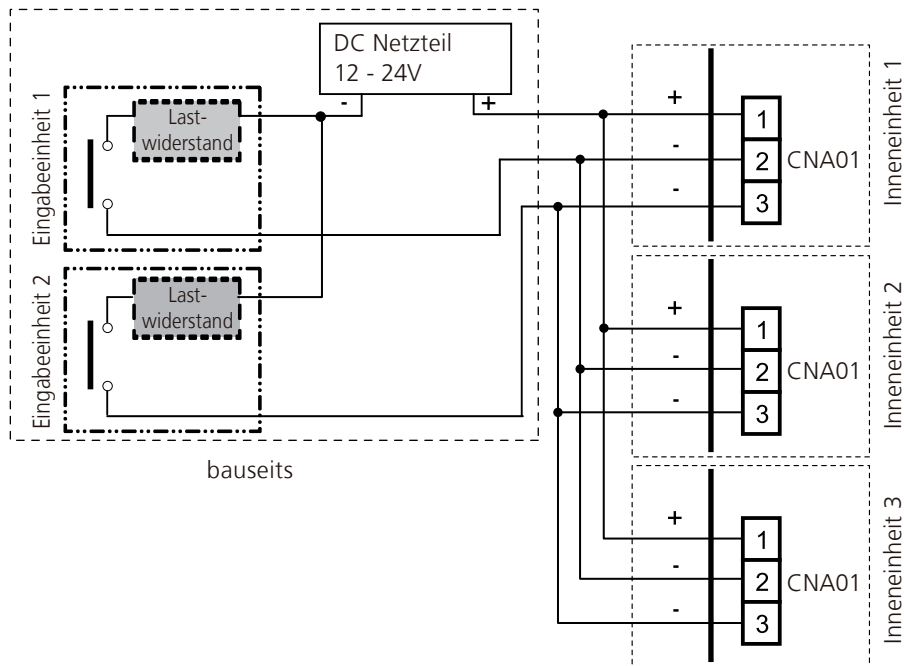 DC Netzteil
12 - 24V
-
+
Eingabeeinheit 1
Last-
widerstand
Eingabeeinheit 2
Last-
widerstand
bauseits
+
-
-
1
2
3
CNA01
Inneneinheit 1
+
-
-
1
2
3
CNA01
Inneneinheit 2
+
-
-
1
2
3
CNA01
Inneneinheit 3